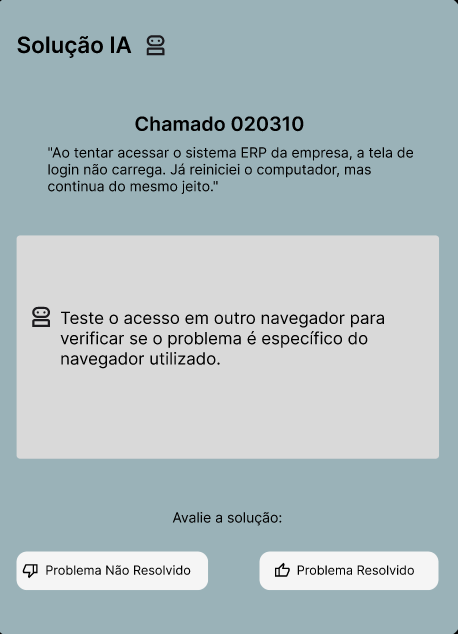 Solução IA
Chamado 020310
"Ao tentar acessar o sistema ERP da empresa, a tela de
login não carrega. Já reiniciei o computador, mas
continua do mesmo jeito."
Teste o acesso em outro navegador para
verificar se o problema é específico do
navegador utilizado.
Avalie a solução:
Problema Não Resolvido
Problema Resolvido